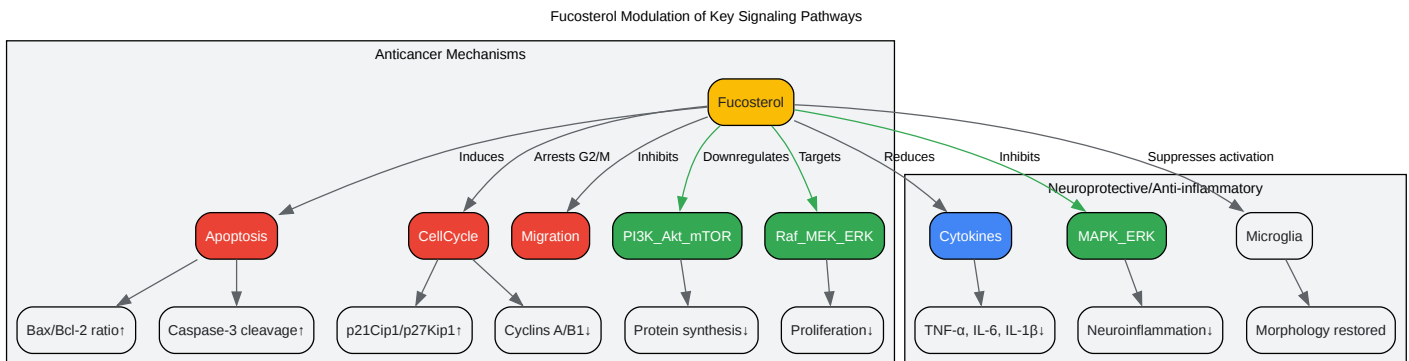 Fucosterol Modulation of Key Signaling Pathways
Anticancer Mechanisms
Fucosterol
Induces
Arrests G2/M
Inhibits
Downregulates
Targets
Reduces
Inhibits
Suppresses activation
Neuroprotective/Anti-inflammatory
Apoptosis
CellCycle
Migration
PI3K_Akt_mTOR
Raf_MEK_ERK
Cytokines
MAPK_ERK
Microglia
Bax/Bcl-2 ratio↑
Caspase-3 cleavage↑
p21Cip1/p27Kip1↑
Cyclins A/B1↓
Protein synthesis↓
Proliferation↓
TNF-α, IL-6, IL-1β↓
Neuroinflammation↓
Morphology restored